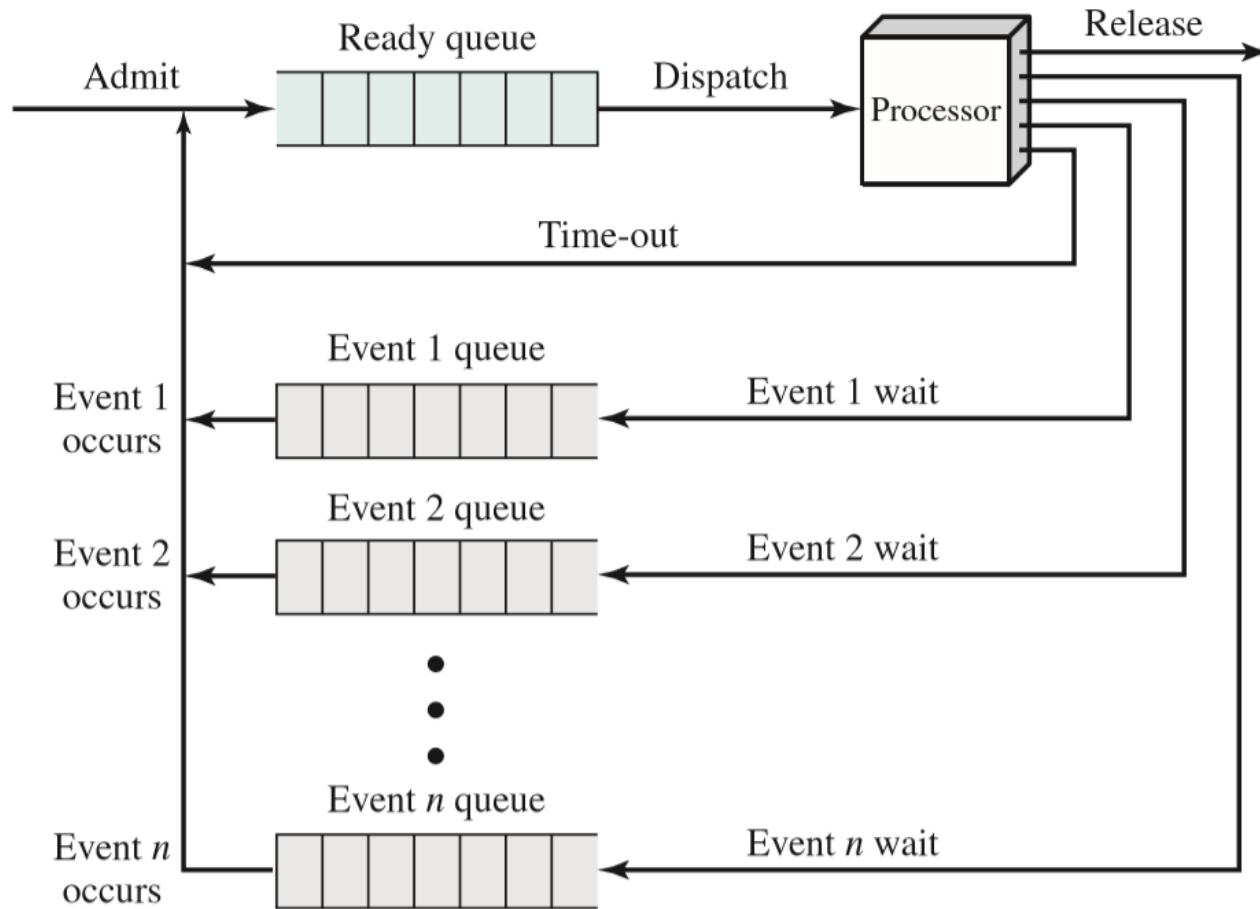 Release
Ready queue
Admit
Dispatch
Processor
Time-out
Event 1 queue
Event 1
occurs
Event 1 wait
Event 2 queue
Event 2
occurs
Event 2 wait
Event n queue
Event n
occurs
Event n wait